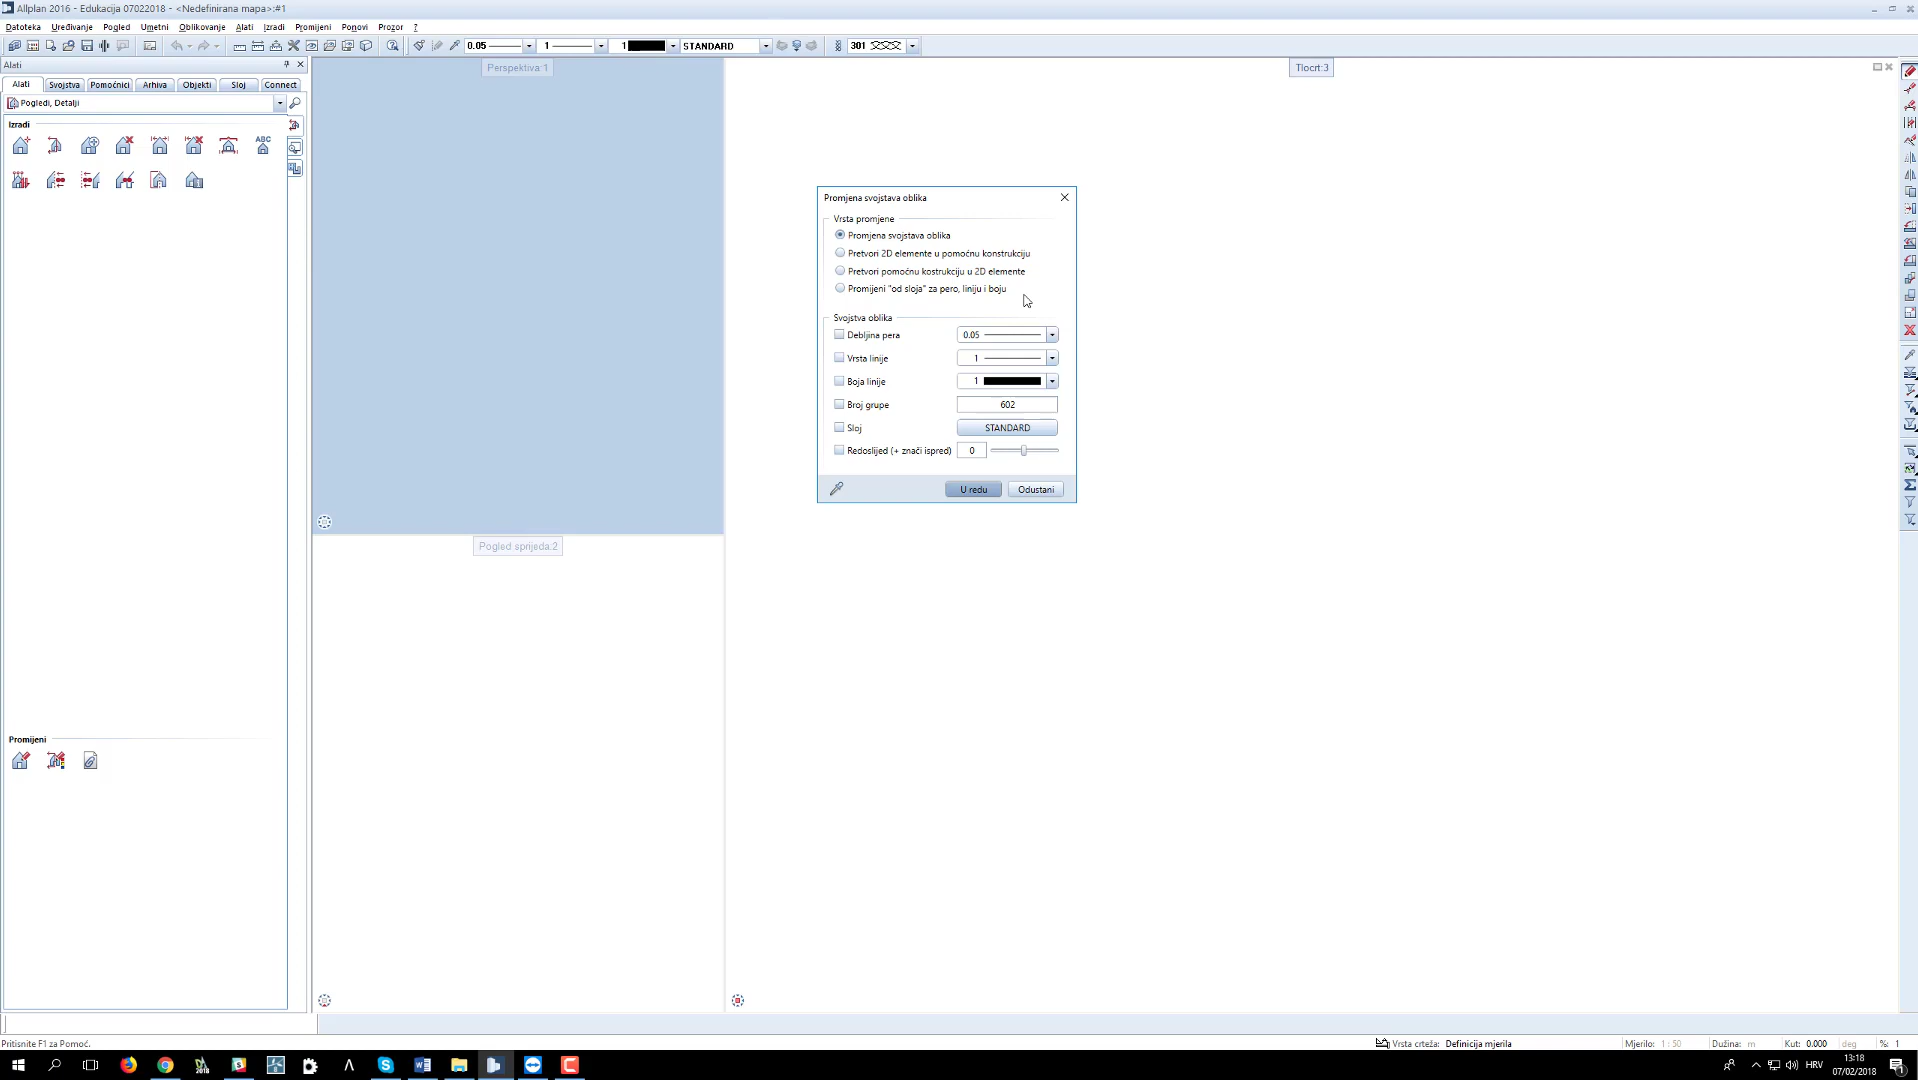 Allplan 2016 - Edukacija 07022018 - <Nedefinirana mapa>:#1
Datoteka Uređivanje Pogled Umetni Oblikovanje Alati Izradi Promijeni Ponovi Prozor ?
0.05 1 1 STANDARD 301
Alati
Alati Svojstva Pomoćnici Arhiva Objekti Sloj Connect
Pogledi, Detalji
Izradi
ABC
Promijeni
Perspektiva:1
Tlocrt:3
Pogled sprijeda:2
Promjena svojstava oblika
Vrsta promjene
Promjena svojstava oblika
Pretvori 2D elemente u pomoćnu konstrukciju
Pretvori pomoćnu kostrukciju u 2D elemente
Promijeni "od sloja" za pero, liniju i boju
Svojstva oblika
Debljina pera 0.05
Vrsta linije 1
Boja linije 1
Broj grupe 602
Sloj STANDARD
Redoslijed (+ znači ispred) 0
U redu Odustani
Pritisnite F1 za Pomoć.
Vrsta crteža: Definicija mjerila Mjerilo: 1 : 50 Dužina: m Kut: 0.000 deg %: 1
2018
HRV
13:18
07/02/2018